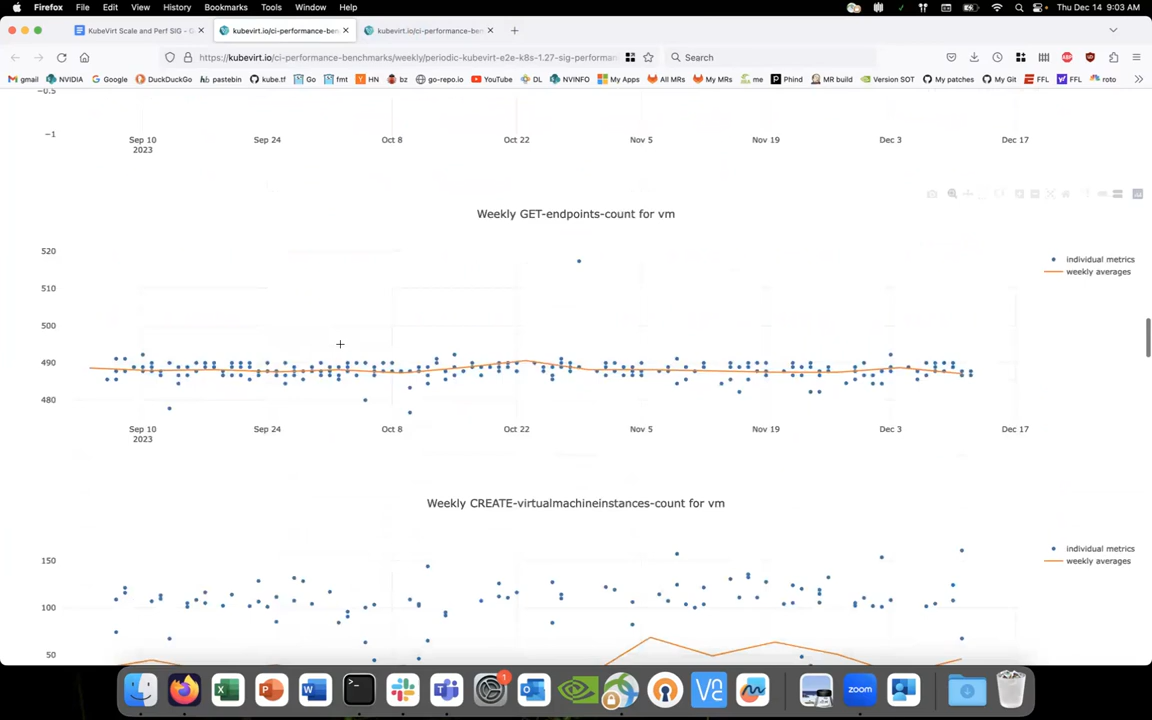 Firefox File Edit View History Bookmarks Tools Window Help Thu Dec 14 9:03 AM
KubeVirt Scale and Perf SIG - G kubevirt.io/ci-performance-ben kubevirt.io/ci-performance-ben
https://kubevirt.io/ci-performance-benchmarks/weekly/periodic-kubevirt-e2e-k8s-1.27-sig-performan Search
gmail NVIDIA Google DuckDuckGo pastebin kube.tf Go fmt HN bz go-repo.io YouTube DL NVINFO My Apps All MRs My MRs me Phind MR build Version SOT My patches My Git FFL FFL roto
−0.5
−1
Sep 10 Sep 24 Oct 8 Oct 22 Nov 5 Nov 19 Dec 3 Dec 17
2023
Weekly GET-endpoints-count for vm
520
individual metrics
weekly averages
510
500
490
480
Sep 10 Sep 24 Oct 8 Oct 22 Nov 5 Nov 19 Dec 3 Dec 17
2023
Weekly CREATE-virtualmachineinstances-count for vm
individual metrics
150
weekly averages
100
50
1